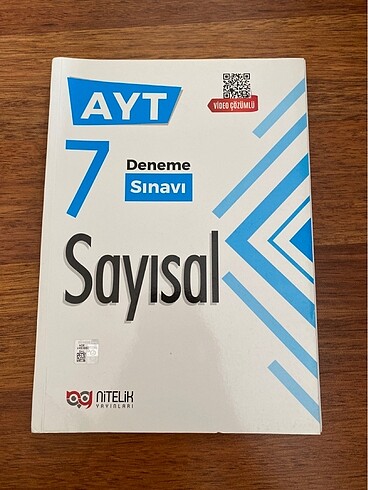 AYT
VİDEO ÇÖZÜMLÜ
7
Deneme
Sınavı
Sayısal
NİTELİK
YAYINLARI